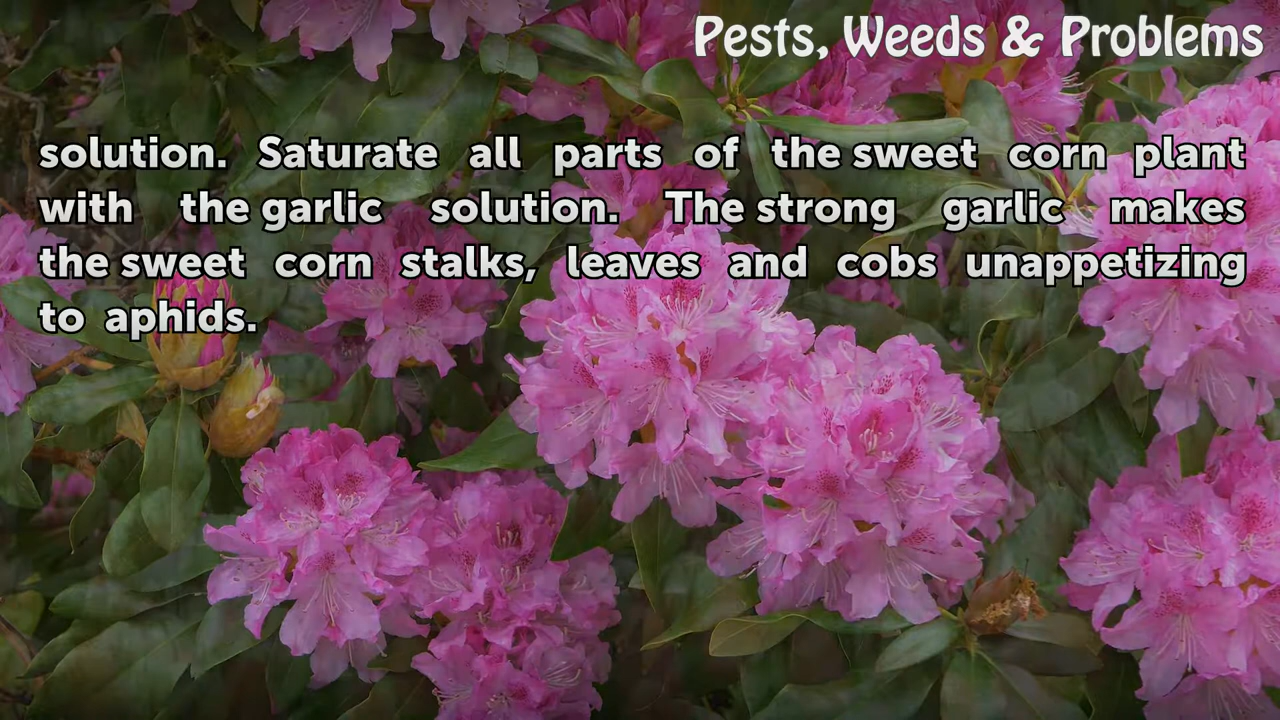 Pests, Weeds & Problems
solution. Saturate all parts of the sweet corn plant
with the garlic solution. The strong garlic makes
the sweet corn stalks, leaves and cobs unappetizing
to aphids.